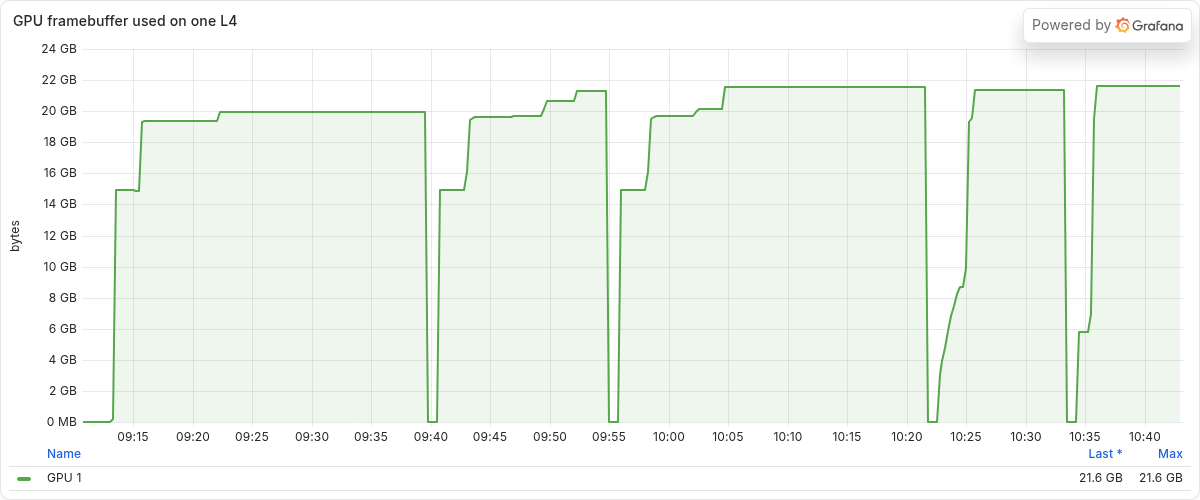 GPU framebuffer used on one L4
Powered by Grafana
24 GB
22 GB
20 GB
18 GB
16 GB
14 GB
12 GB
10 GB
8 GB
6 GB
4 GB
2 GB
0 MB
bytes
09:15 09:20 09:25 09:30 09:35 09:40 09:45 09:50 09:55 10:00 10:05 10:10 10:15 10:20 10:25 10:30 10:35 10:40
Name Last * Max
GPU 1 21.6 GB 21.6 GB